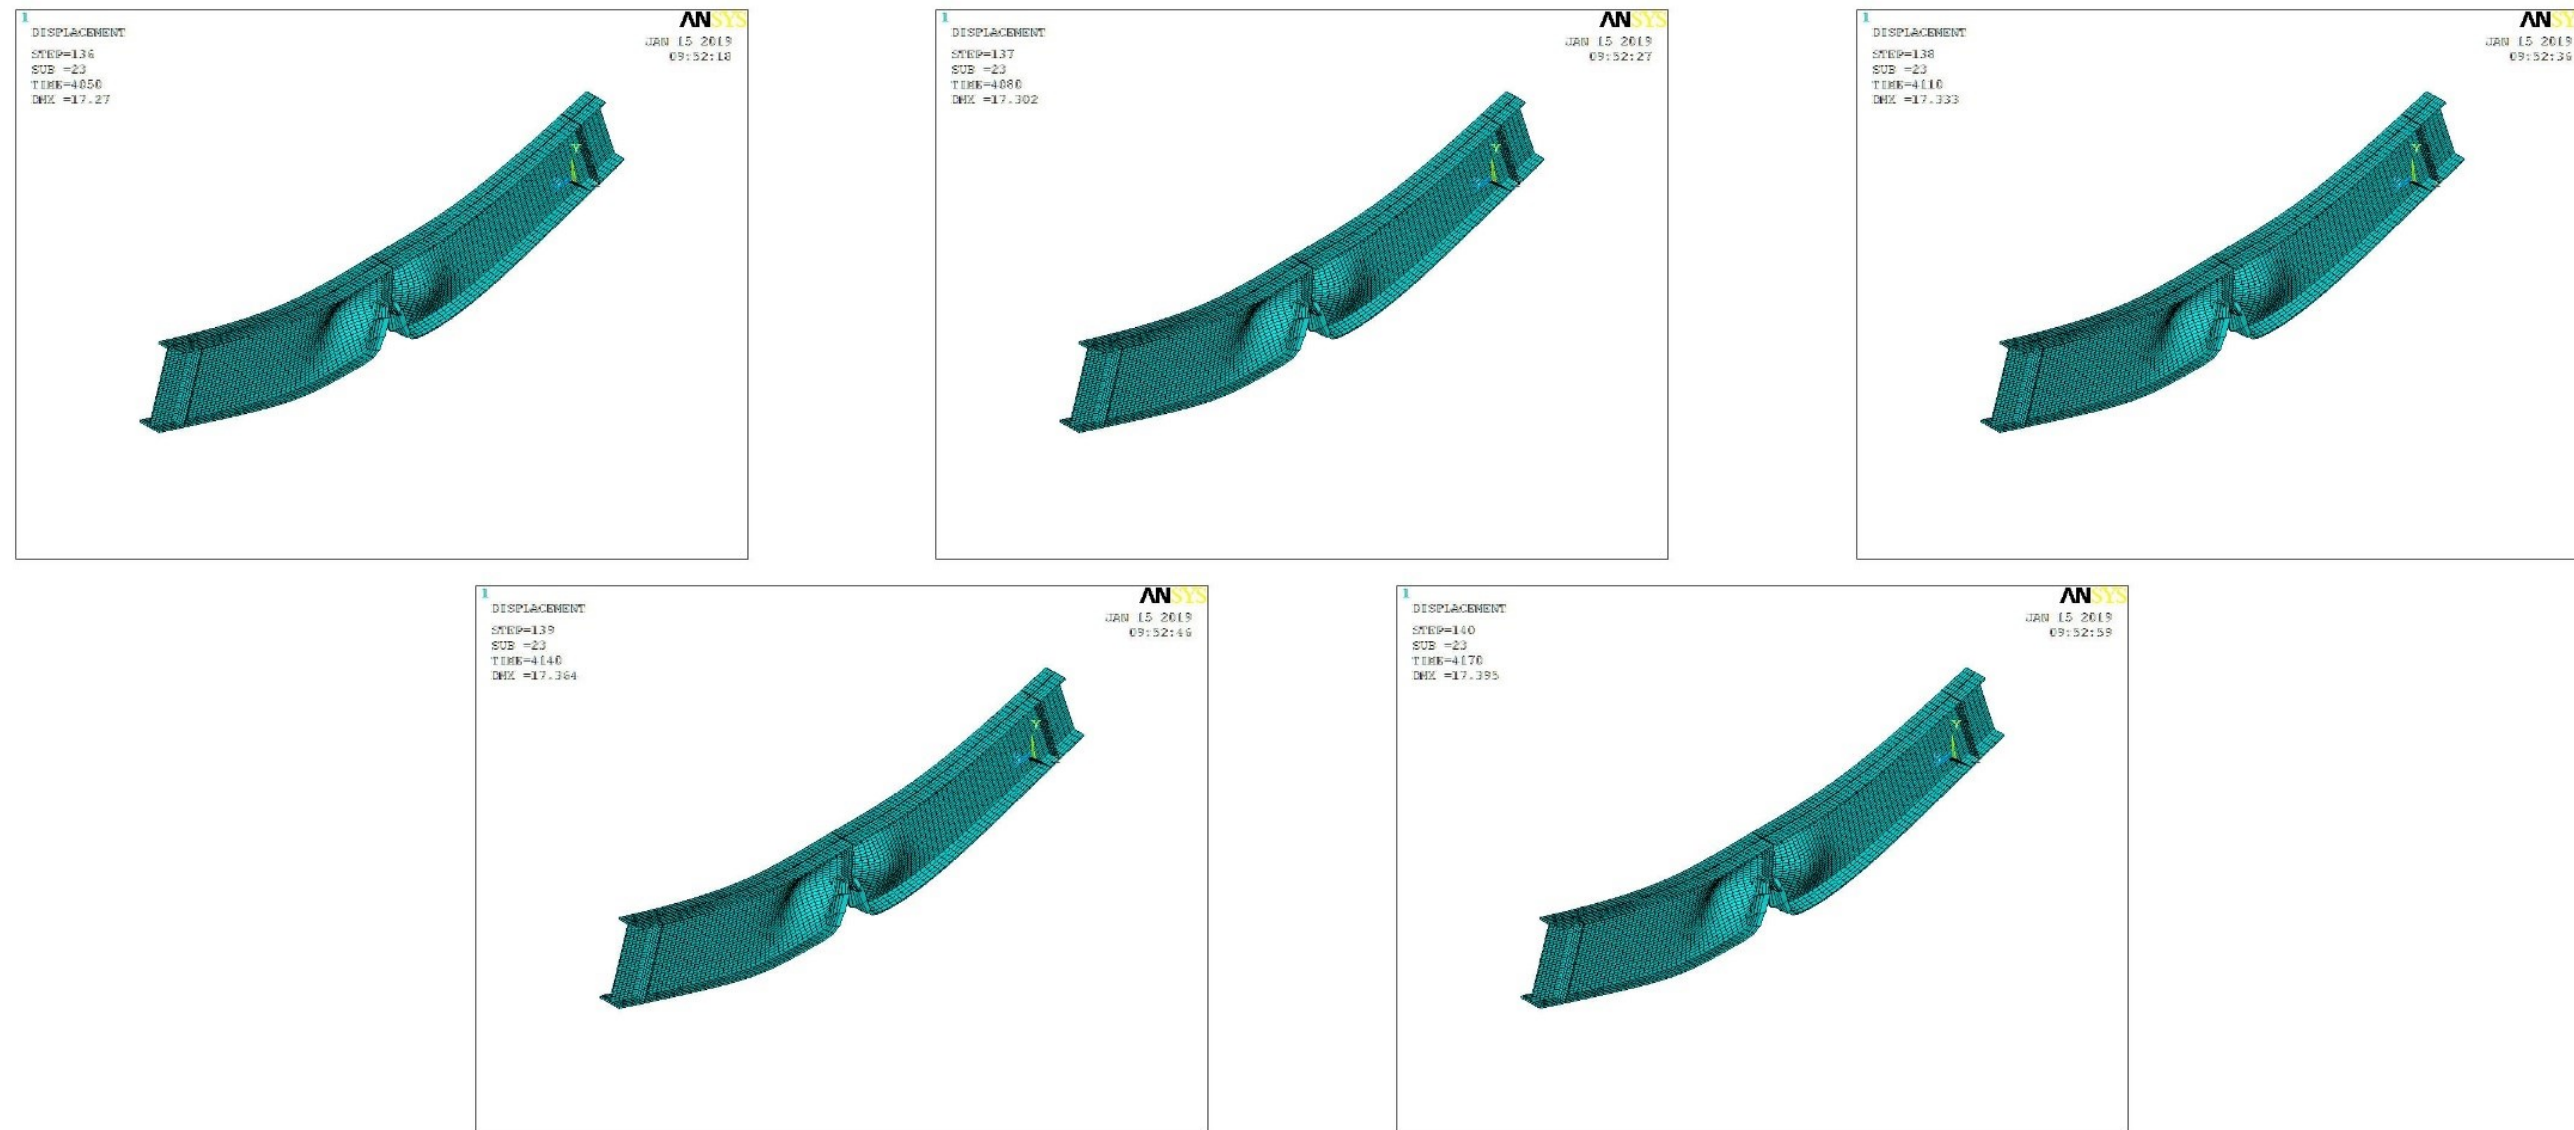 1
ANSYS
DISPLACEMENT
JAN 15 2019
STEP=136
09:52:18
SUB =23
TIME=4050
DMX =17.27
Y
1
ANSYS
DISPLACEMENT
JAN 15 2019
STEP=137
09:52:27
SUB =23
TIME=4080
DMX =17.302
Y
1
ANSY
DISPLACEMENT
JAN 15 2019
STEP=138
09:52:36
SUB =23
TIME=4110
DMX =17.333
Y
1
ANSYS
DISPLACEMENT
JAN 15 2019
STEP=139
09:52:46
SUB =23
TIME=4140
DMX =17.364
Y
1
ANSYS
DISPLACEMENT
JAN 15 2019
STEP=140
09:52:59
SUB =23
TIME=4170
DMX =17.395
Y